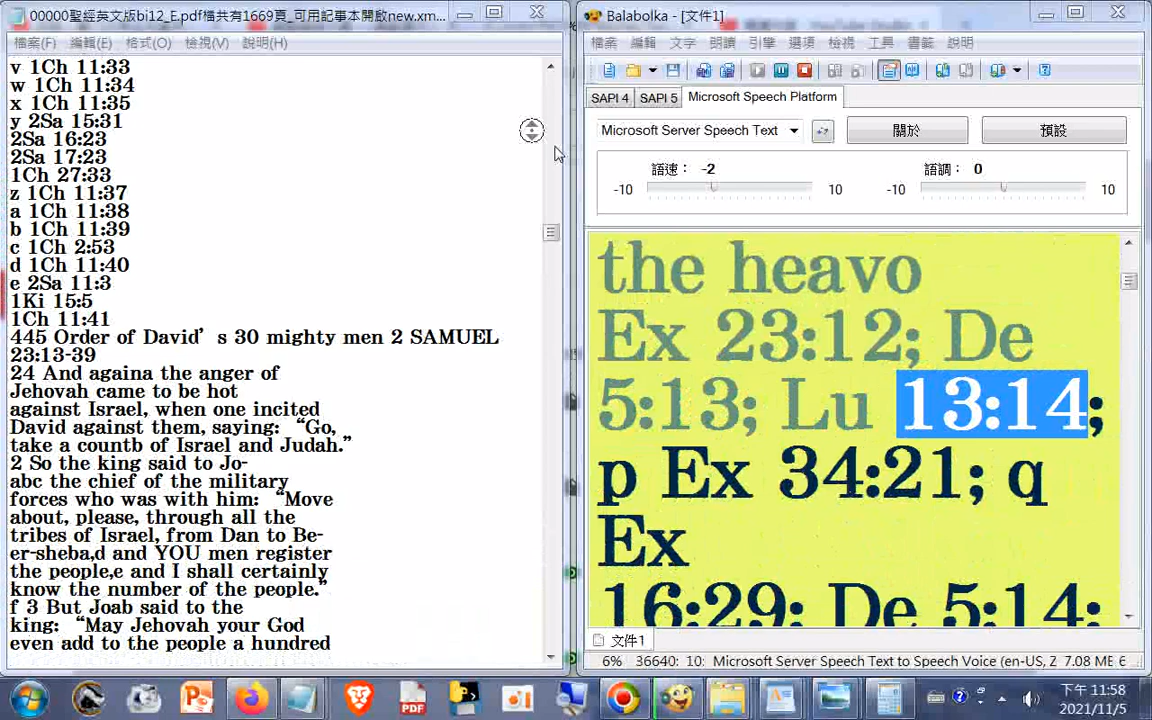 00000聖經英文版bi12_E.pdf檔共有1669頁_可用記事本開啟new.xm...
檔案(F) 編輯(E) 格式(O) 檢視(V) 說明(H)
v 1Ch 11:33
w 1Ch 11:34
x 1Ch 11:35
y 2Sa 15:31
2Sa 16:23
2Sa 17:23
1Ch 27:33
z 1Ch 11:37
a 1Ch 11:38
b 1Ch 11:39
c 1Ch 2:53
d 1Ch 11:40
e 2Sa 11:3
1Ki 15:5
1Ch 11:41
445 Order of David’s 30 mighty men 2 SAMUEL
23:13-39
24 And againa the anger of
Jehovah came to be hot
against Israel, when one incited
David against them, saying: “Go,
take a countb of Israel and Judah.”
2 So the king said to Jo-
abc the chief of the military
forces who was with him: “Move
about, please, through all the
tribes of Israel, from Dan to Be-
er-sheba,d and YOU men register
the people,e and I shall certainly
know the number of the people.”
f 3 But Joab said to the
king: “May Jehovah your God
even add to the people a hundred
Balabolka - [文件1]
檔案 編輯 文字 朗讀 引擎 選項 檢視 工具 書籤 說明
SAPI 4 SAPI 5 Microsoft Speech Platform
Microsoft Server Speech Text 關於 預設
語速： -2 語調： 0
-10 10 -10 10
the heavo
Ex 23:12; De
5:13; Lu 13:14;
p Ex 34:21; q
Ex
16:29; De 5:14;
文件1
6% 36640: 10: Microsoft Server Speech Text to Speech Voice (en-US, Z 7.08 ME 6
PDF
下午 11:58
2021/11/5